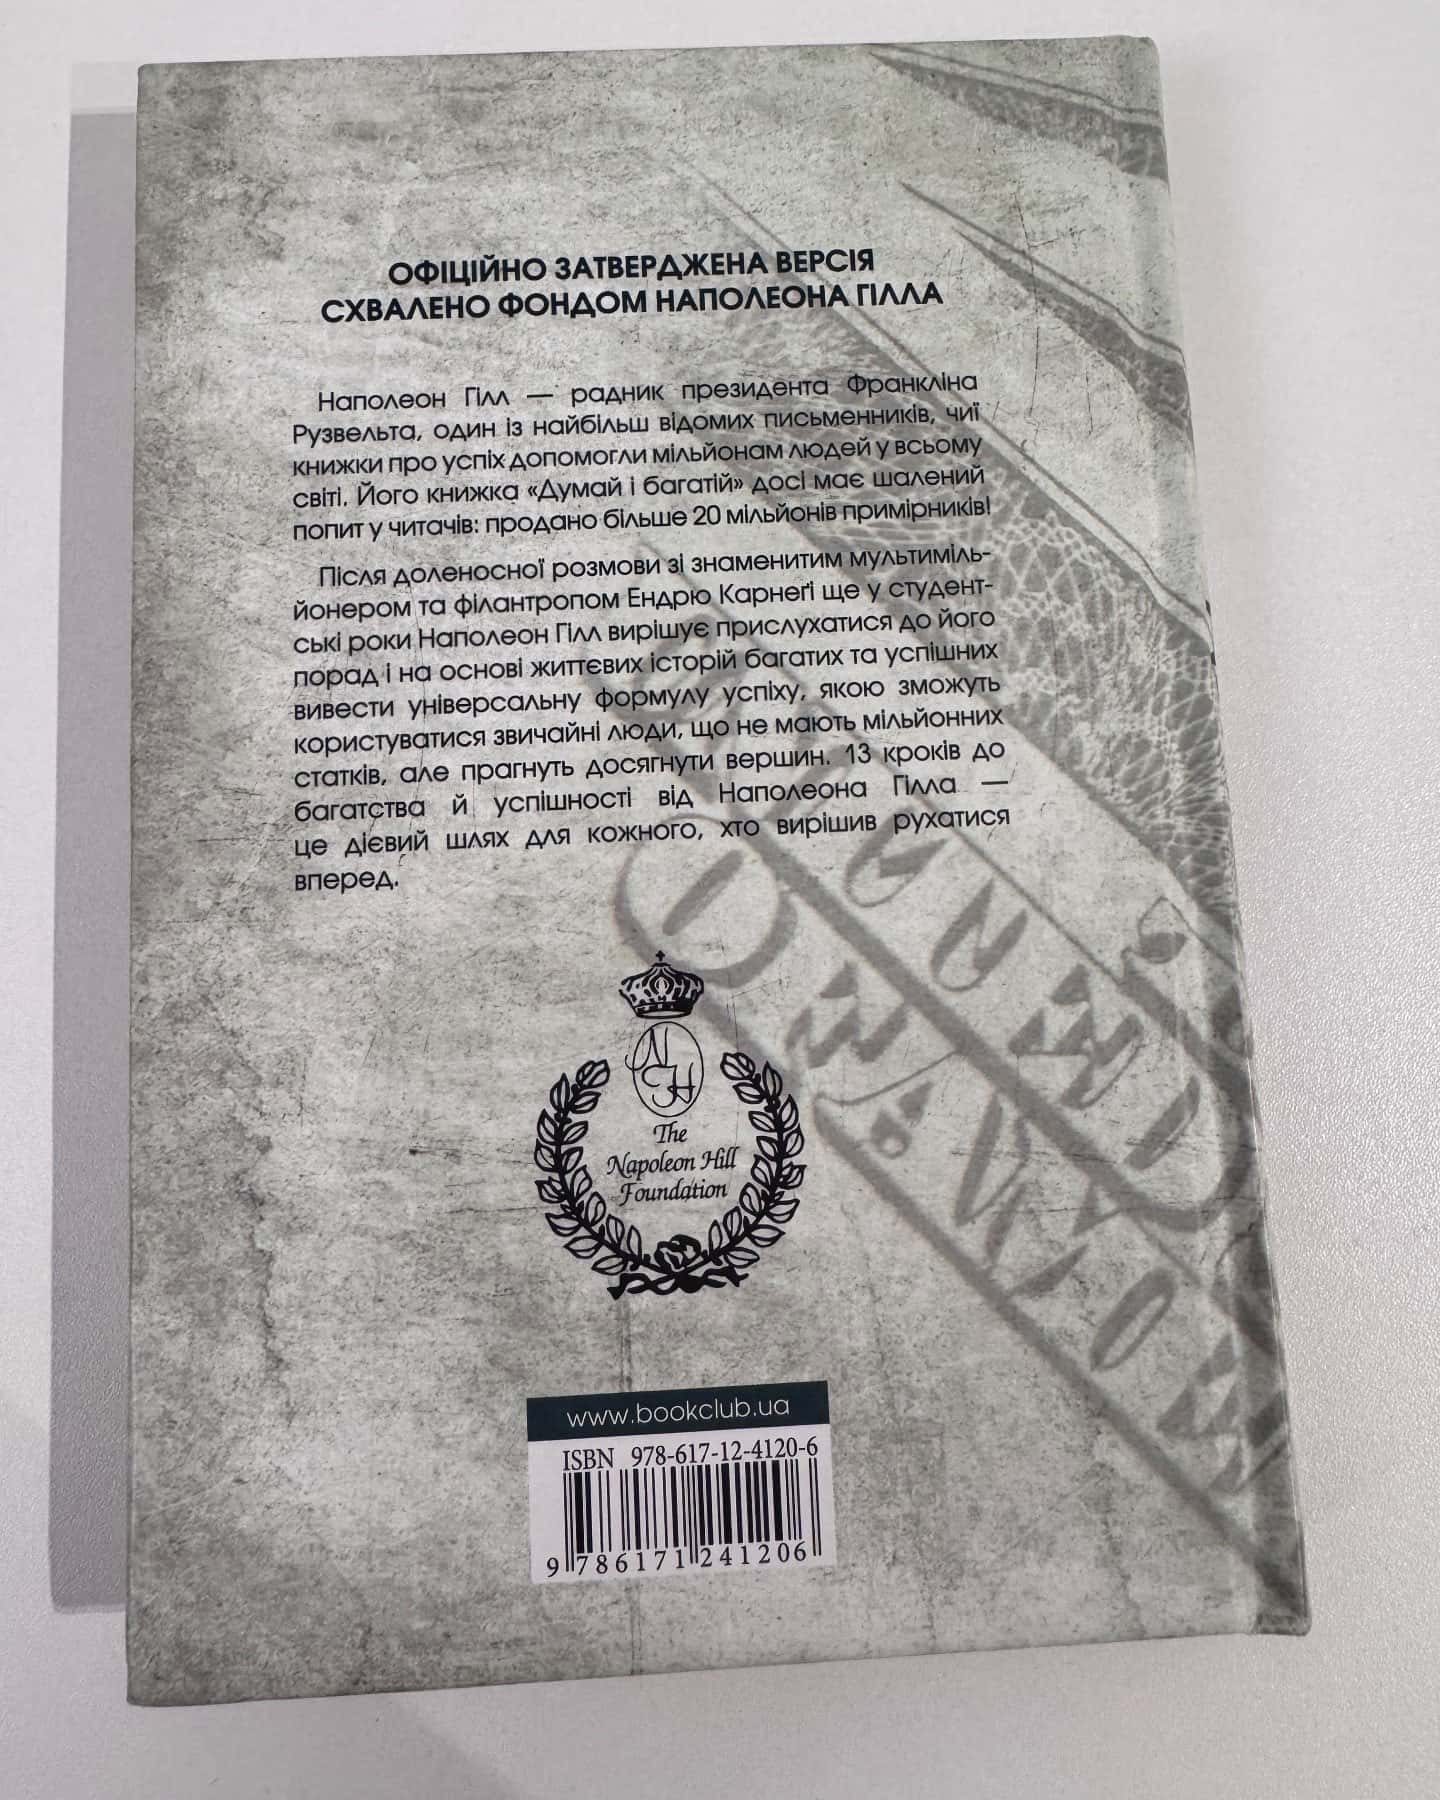 ОФІЦІЙНО ЗАТВЕРДЖЕНА ВЕРСІЯ
СХВАЛЕНО ФОНДОМ НАПОЛЕОНА ГІЛЛА
Наполеон Гілл — радник президента Франкліна
Рузвельта, один із найбільш відомих письменників, чиї
книжки про успіх допомогли мільйонам людей у всьому
світі. Його книжка «Думай і багатій» досі має шалений
попит у читачів: продано більше 20 мільйонів примірників!
Після доленосної розмови зі знаменитим мультиміль-
йонером та філантропом Ендрю Карнеґі ще у студент-
ські роки Наполеон Гілл вирішує прислухатися до його
порад і на основі життєвих історій багатих та успішних
вивести універсальну формулу успіху, якою зможуть
користуватися звичайні люди, що не мають мільйонних
статків, але прагнуть досягнути вершин. 13 кроків до
багатства й успішності від Наполеона Гілла —
це дієвий шлях для кожного, хто вирішив рухатися
вперед.
N
H
The
Napoleon Hill
Foundation
www.bookclub.ua
ISBN 978-617-12-4120-6
9 786171 241206